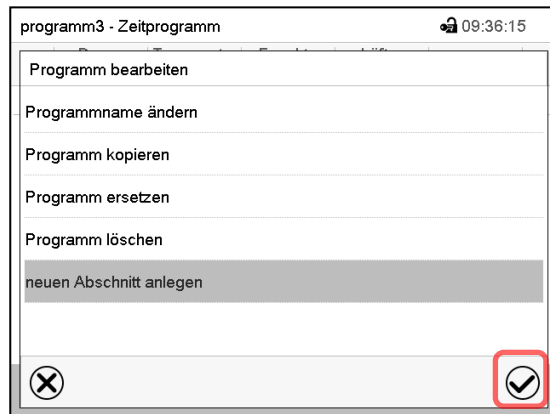 programm3 - Zeitprogramm 09:36:15
Programm bearbeiten
Programmname ändern
Programm kopieren
Programm ersetzen
Programm löschen
neuen Abschnitt anlegen